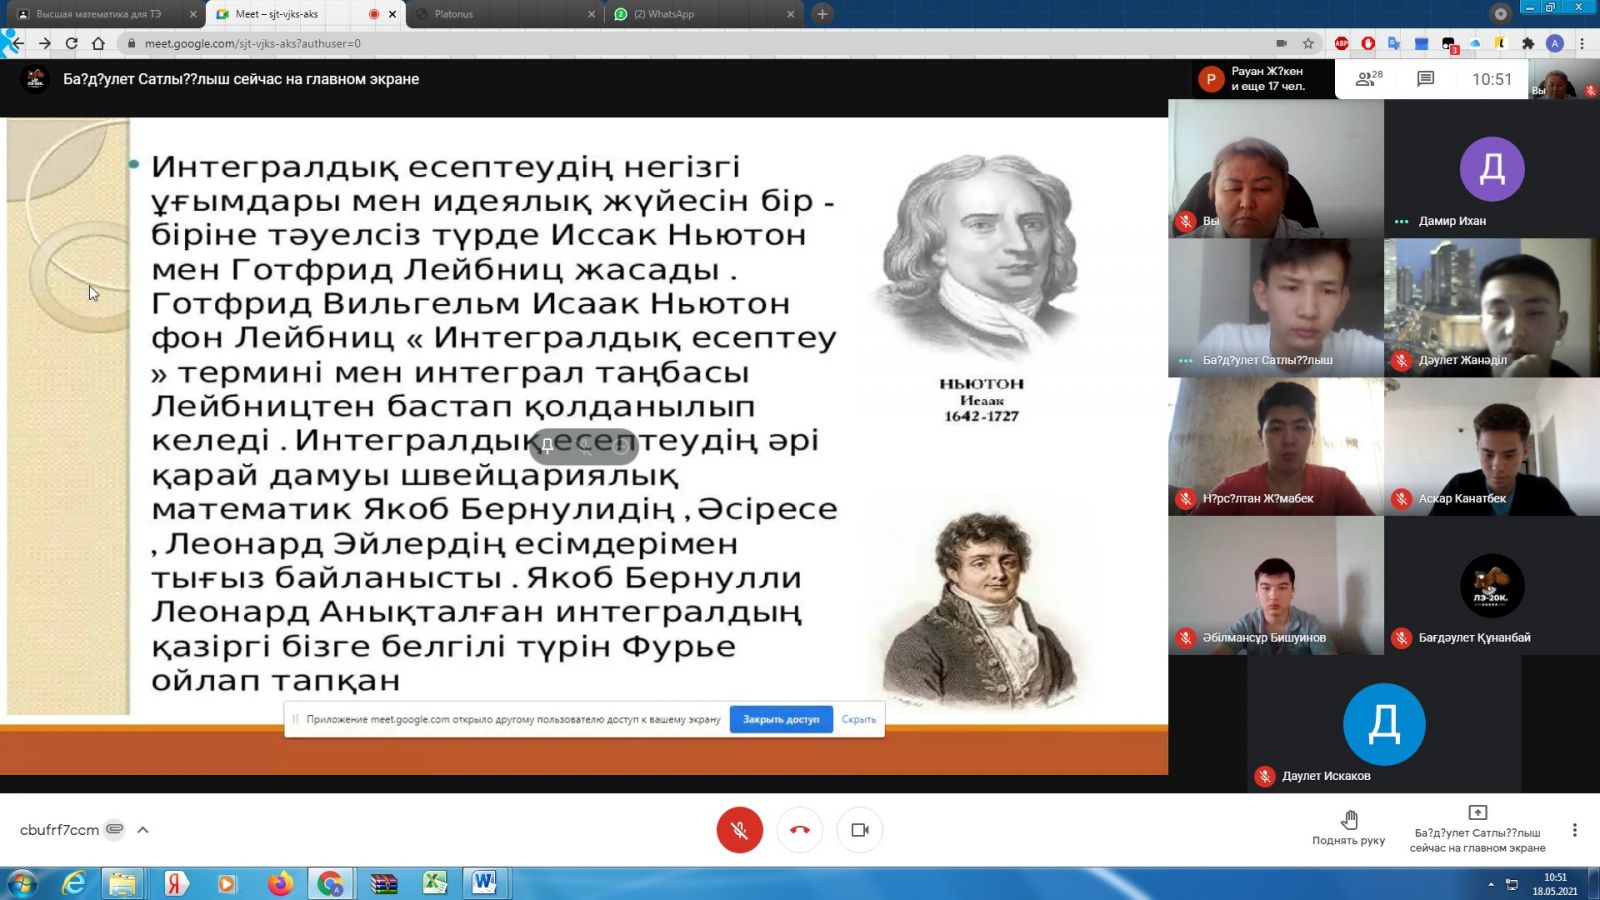 Высшая математика для ТЭ
Meet – sjt-vjks-aks
Platonus
(2) WhatsApp
meet.google.com/sjt-vjks-aks?authuser=0
Ба?д?улет Сатлы??лыш сейчас на главном экране
Р
Рауан Ж?кен
и еще 17 чел.
28
10:51
Вы
Интегралдық есептеудің негізгі
ұғымдары мен идеялық жүйесін бір -
біріне тәуелсіз түрде Иссак Ньютон
мен Готфрид Лейбниц жасады .
Готфрид Вильгельм Исаак Ньютон
фон Лейбниц « Интегралдық есептеу
» термині мен интеграл таңбасы
Лейбництен бастап қолданылып
келеді . Интегралдық есептеудің әрі
қарай дамуы швейцариялық
математик Якоб Бернулидің , Әсіресе
, Леонард Эйлердің есімдерімен
тығыз байланысты . Якоб Бернулли
Леонард Анықталған интегралдың
қазіргі бізге белгілі түрін Фурье
ойлап тапқан
НЬЮТОН
Исаак
1642-1727
Вы
Д
Дамир Ихан
Ба?д?улет Сатлы??лыш
Дәулет Жанәділ
Н?рс?лтан Ж?мабек
Аскар Канатбек
Әбілмансұр Бишуинов
ЛЭ-20К.
Бағдәулет Құнанбай
Д
Даулет Искаков
Приложение meet.google.com открыло другому пользователю доступ к вашему экрану
Закрыть доступ
Скрыть
cbufrf7ccm
Поднять руку
Ба?д?улет Сатлы??лыш
сейчас на главном экране
10:51
18.05.2021